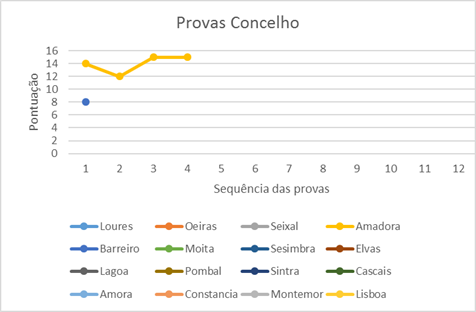 Provas Concelho
16
14
12
10
8
6
4
2
0
Pontuação
1 2 3 4 5 6 7 8 9 10 11 12
Sequência das provas
Loures Oeiras Seixal Amadora
Barreiro Moita Sesimbra Elvas
Lagoa Pombal Sintra Cascais
Amora Constancia Montemor Lisboa